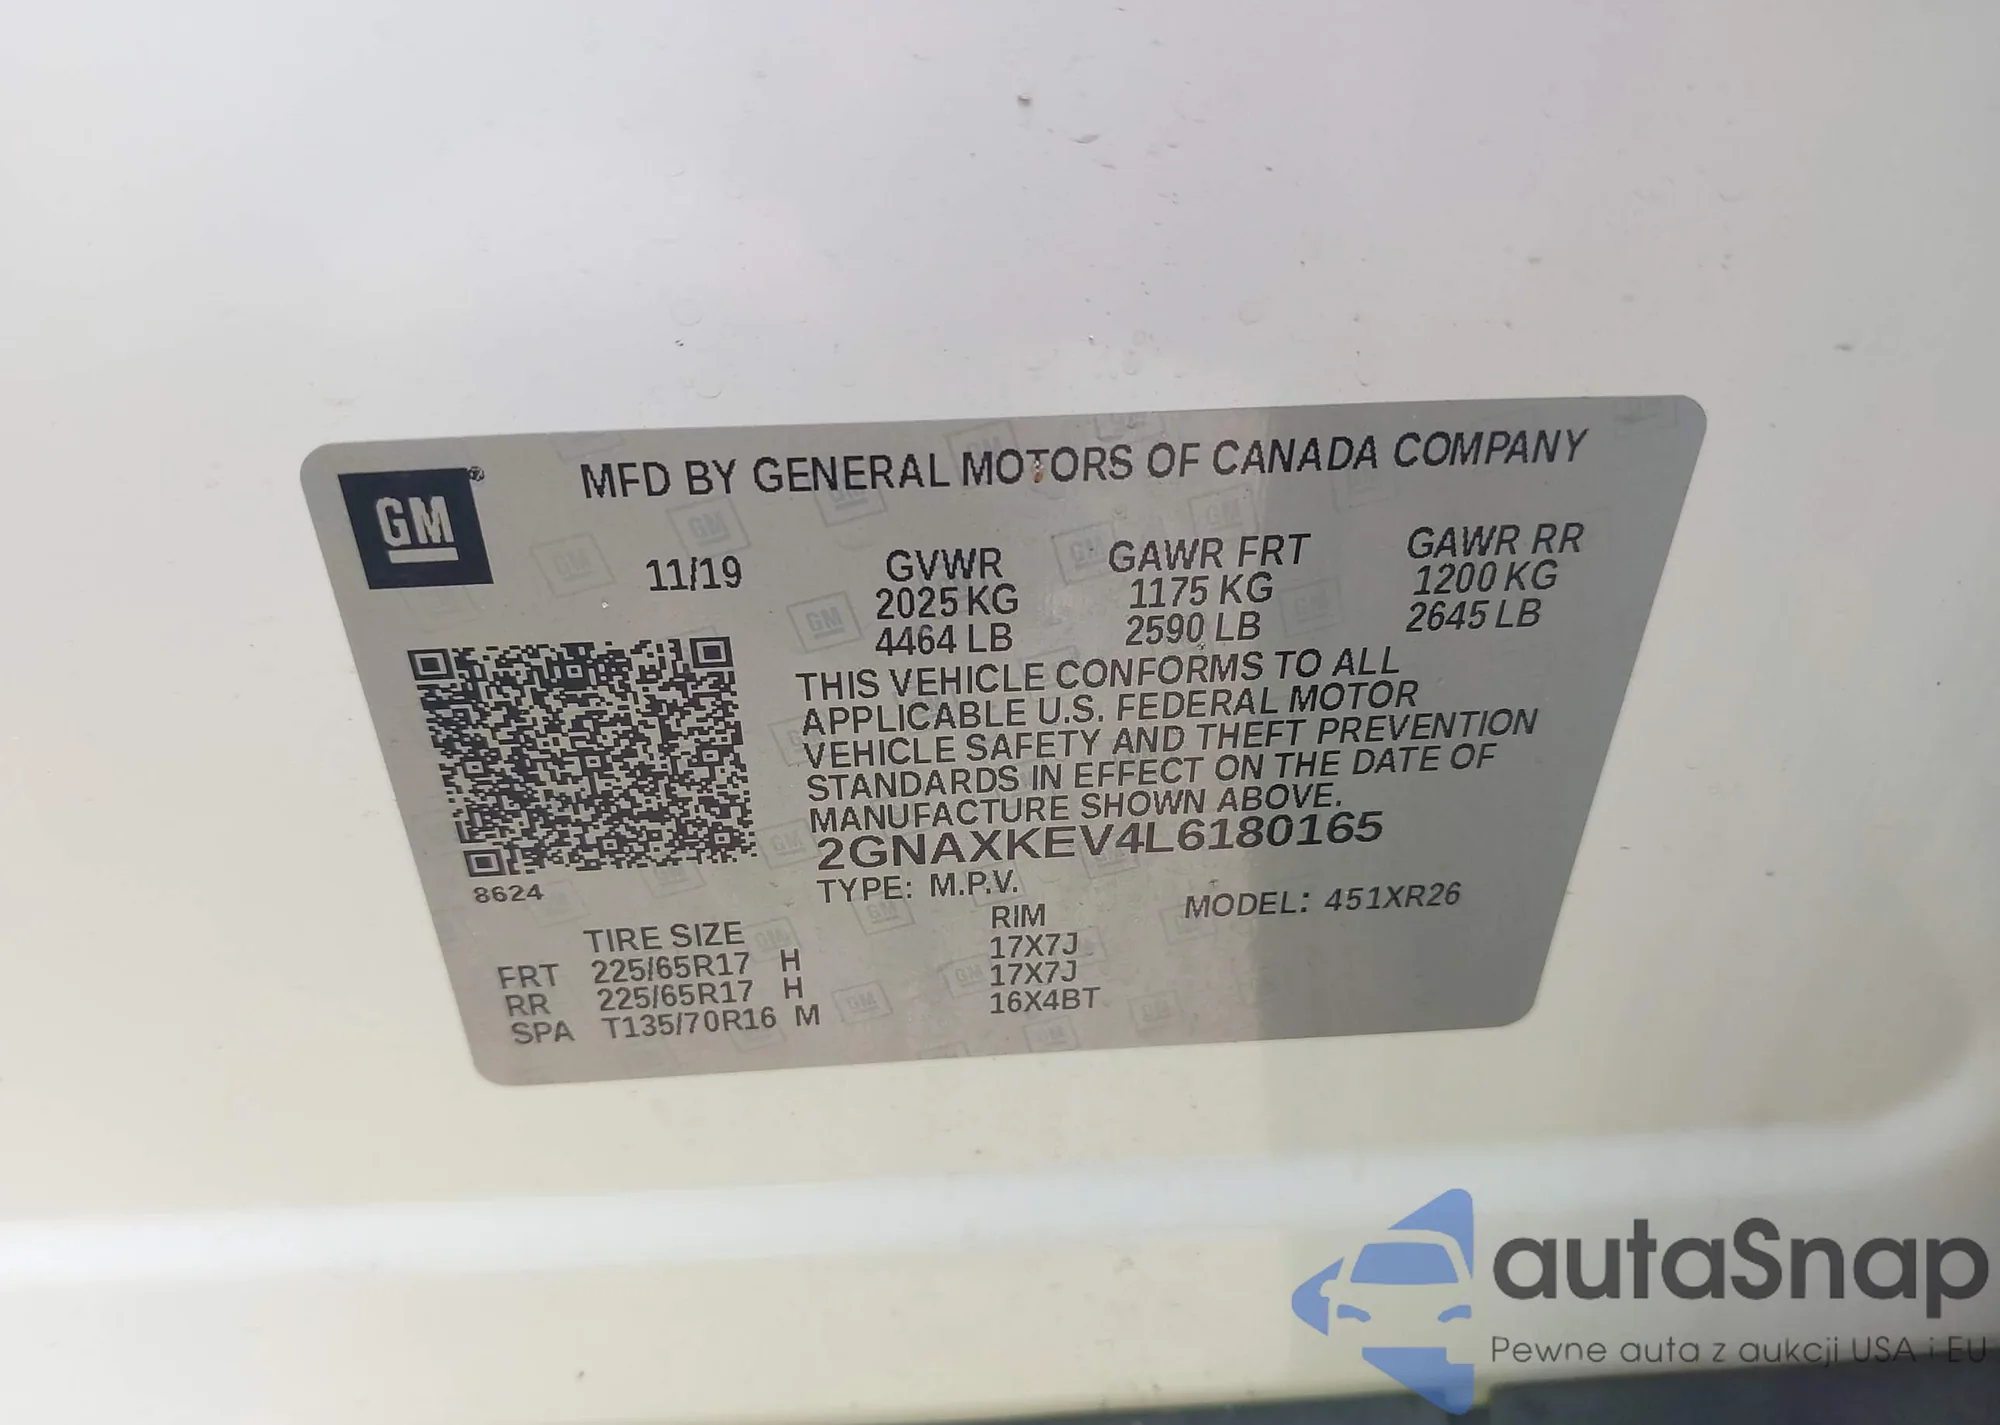 GM
MFD BY GENERAL MOTORS OF CANADA COMPANY
11/19
GVWR
2025 KG
4464 LB
GAWR FRT
1175 KG
2590 LB
GAWR RR
1200 KG
2645 LB
THIS VEHICLE CONFORMS TO ALL
APPLICABLE U.S. FEDERAL MOTOR
VEHICLE SAFETY AND THEFT PREVENTION
STANDARDS IN EFFECT ON THE DATE OF
MANUFACTURE SHOWN ABOVE.
2GNAXKEV4L6180165
8624
TYPE: M.P.V.
MODEL: 451XR26
TIRE SIZE RIM
FRT 225/65R17 H 17X7J
RR 225/65R17 H 17X7J
SPA T135/70R16 M 16X4BT
autaSnap
Pewne auta z aukcji USA i EU